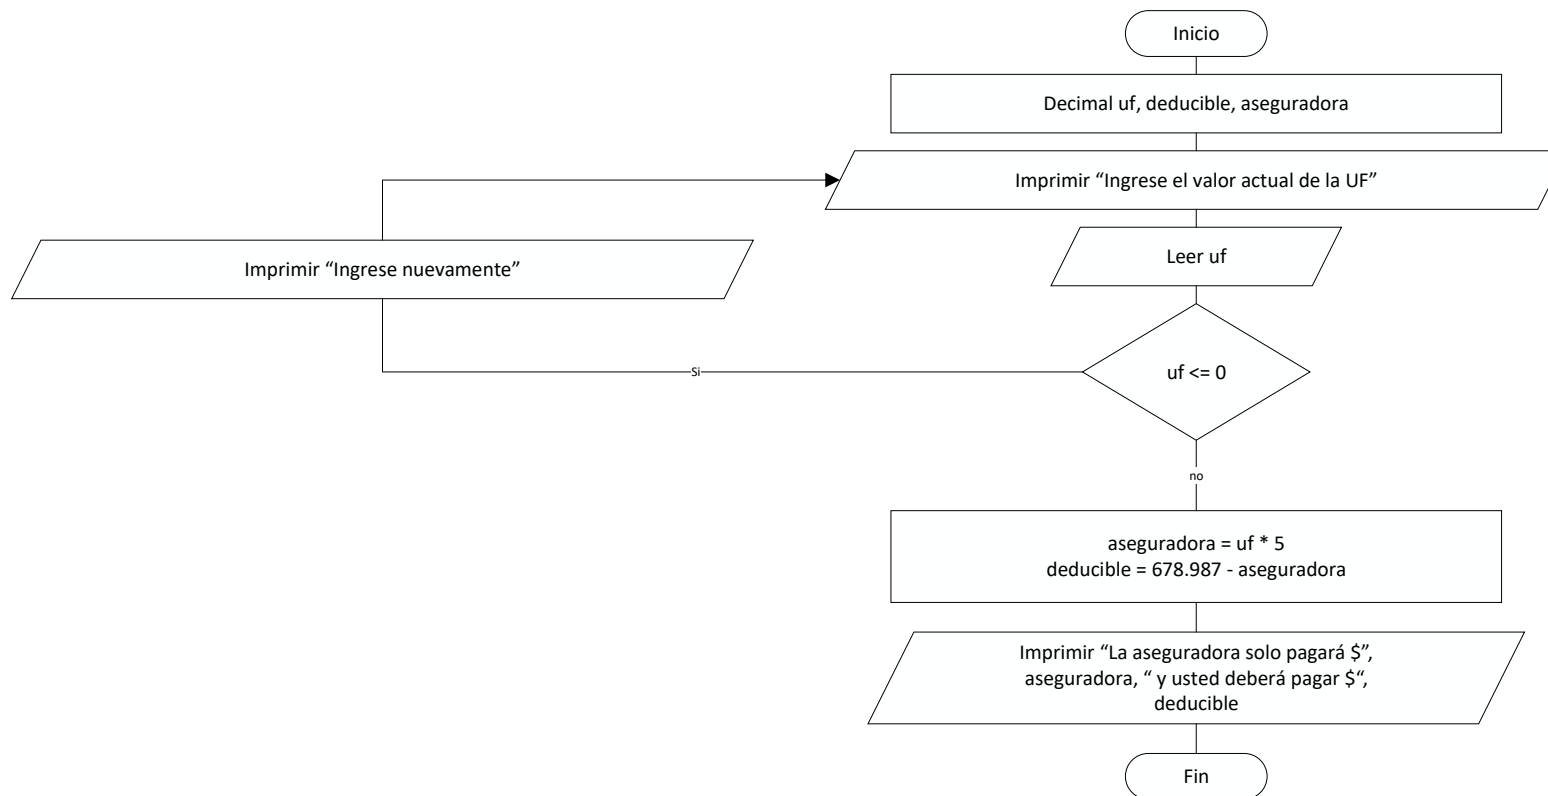 Inicio
Decimal uf, deducible, aseguradora
Imprimir “Ingrese el valor actual de la UF”
Leer uf
Imprimir “Ingrese nuevamente”
uf <= 0
Si
no
aseguradora = uf * 5
deducible = 678.987 - aseguradora
Imprimir “La aseguradora solo pagará $”,
aseguradora, “ y usted deberá pagar $“,
deducible
Fin